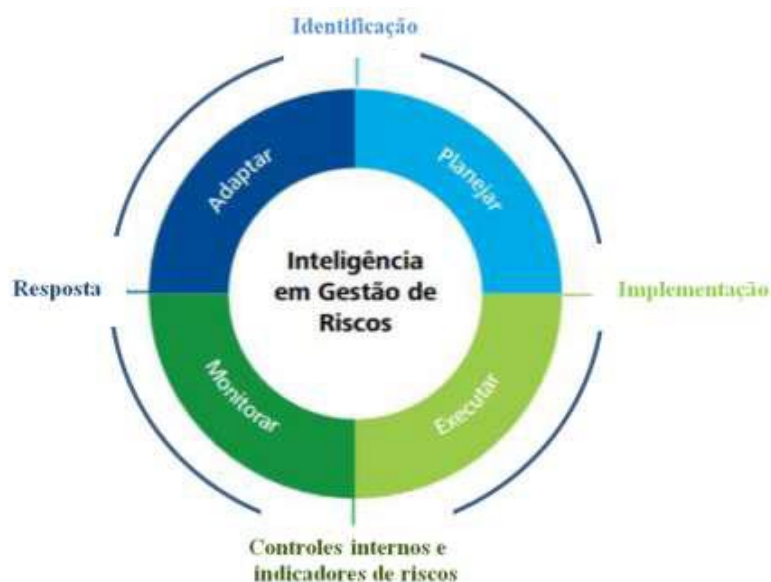 Identificação
Adaptar
Planejar
Inteligência
em Gestão de
Riscos
Resposta
Implementação
Monitorar
Executar
Controles internos e
indicadores de riscos